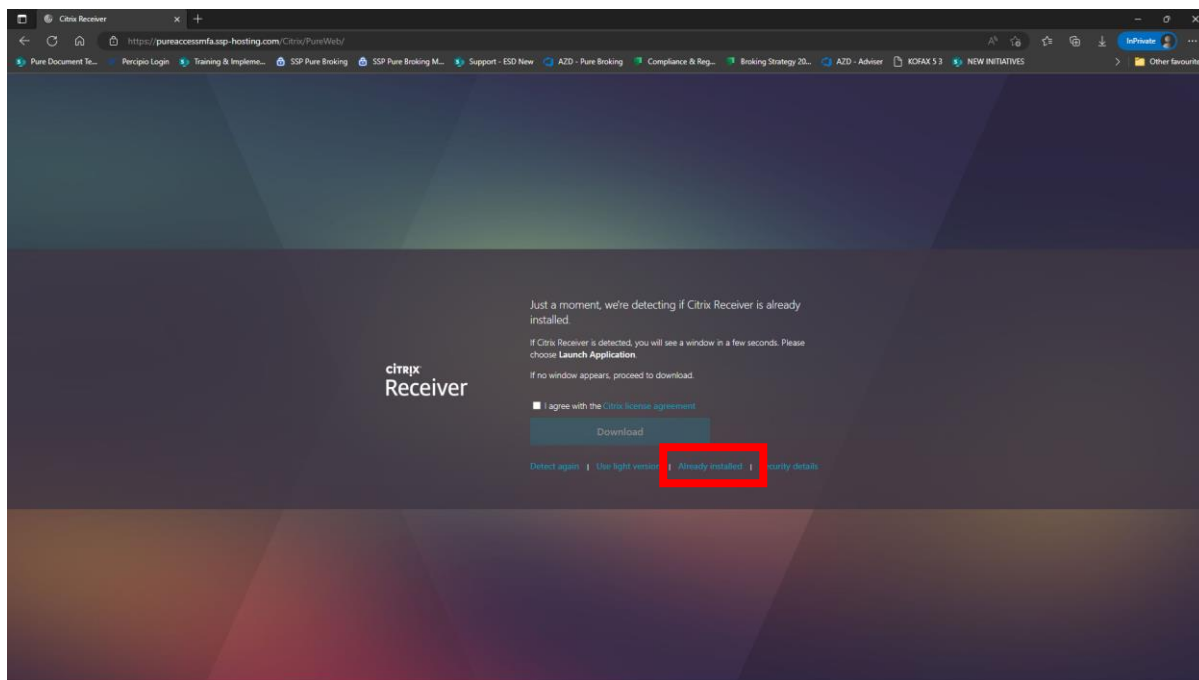 Citrix Receiver
https://pureaccessmfa.ssp-hosting.com/Citrix/PureWeb/
InPrivate
Pure Document Te... Percipio Login Training & Impleme... SSP Pure Broking SSP Pure Broking M... Support - ESD New AZD - Pure Broking Compliance & Reg... Broking Strategy 20... AZD - Adviser KOFAX 5 3 NEW INITIATIVES Other favourite
Just a moment, we're detecting if Citrix Receiver is already
installed.
If Citrix Receiver is detected, you will see a window in a few seconds. Please
choose Launch Application.
If no window appears, proceed to download.
CİTRIX
Receiver
I agree with the Citrix license agreement
Download
Detect again | Use light version | Already installed | security details